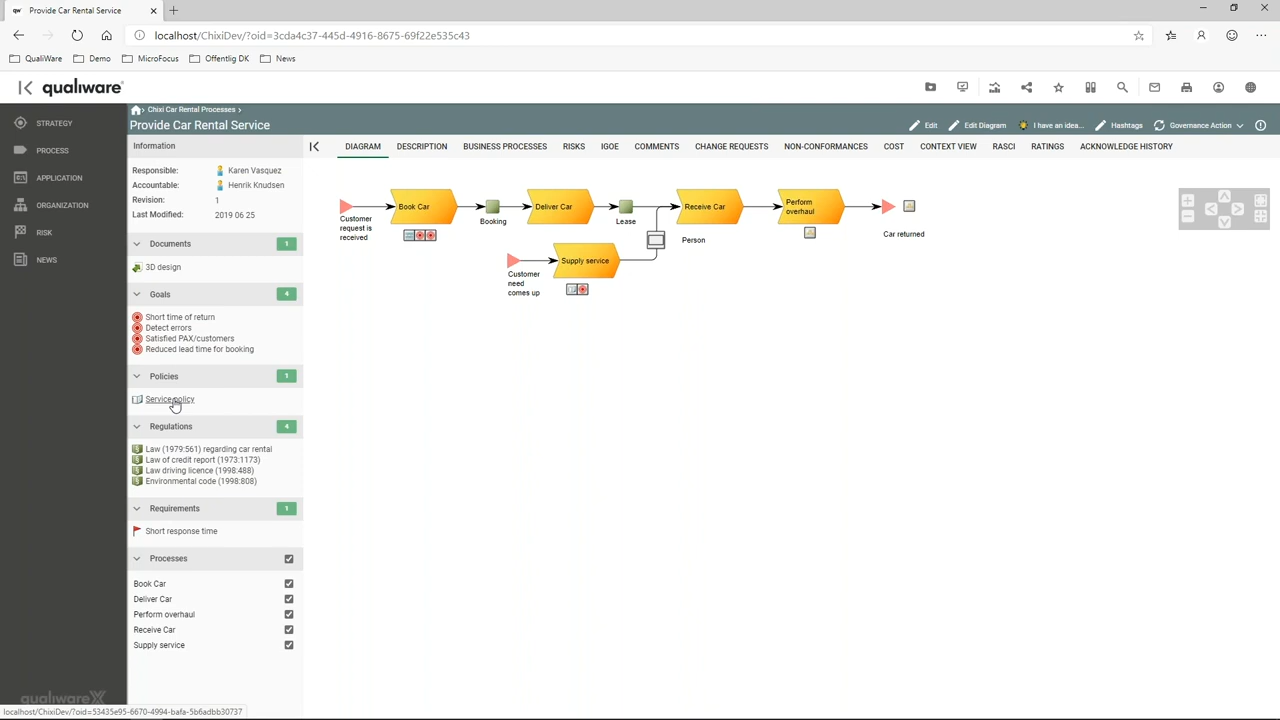 qw Provide Car Rental Service
localhost/ChixiDev/?oid=3cda4c37-445d-4916-8675-69f22e535c43
QualiWare Demo MicroFocus Offentlig DK News
qualiware
Chixi Car Rental Processes ›
Provide Car Rental Service
Edit Edit Diagram I have an idea... Hashtags Governance Action
STRATEGY
PROCESS
APPLICATION
ORGANIZATION
RISK
NEWS
Information
Responsible: Karen Vasquez
Accountable: Henrik Knudsen
Revision: 1
Last Modified: 2019 06 25
Documents 1
3D design
Goals 4
Short time of return
Detect errors
Satisfied PAX/customers
Reduced lead time for booking
Policies 1
Service policy
Regulations 4
Law (1979:561) regarding car rental
Law of credit report (1973:1173)
Law driving licence (1998:488)
Environmental code (1998:808)
Requirements 1
Short response time
Processes
Book Car
Deliver Car
Perform overhaul
Receive Car
Supply service
qualiware X
localhost/ChixiDev/?oid=53435e95-6670-4994-bafa-5b6adbb30737
DIAGRAM DESCRIPTION BUSINESS PROCESSES RISKS IGOE COMMENTS CHANGE REQUESTS NON-CONFORMANCES COST CONTEXT VIEW RASCI RATINGS ACKNOWLEDGE HISTORY
Customer
request is
received
Book Car
Booking
Deliver Car
Lease
Receive Car
Person
Perform
overhaul
Car returned
Customer
need
comes up
Supply service